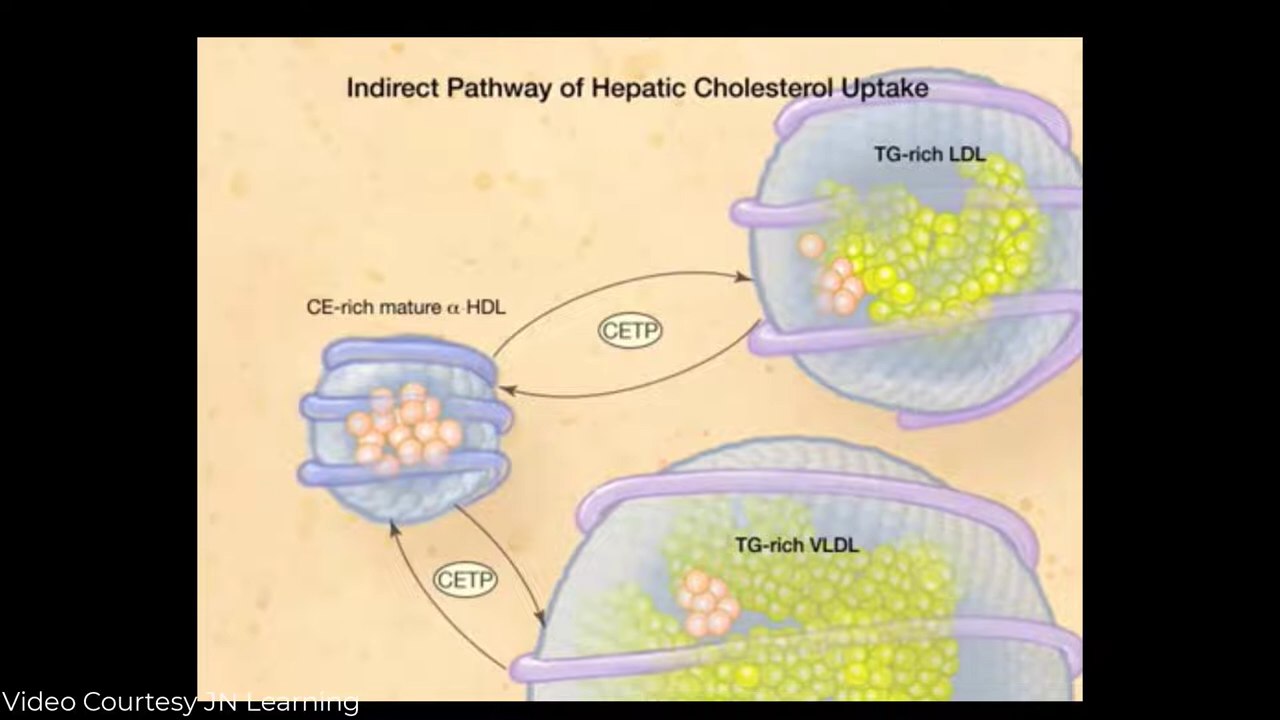 Indirect Pathway of Hepatic Cholesterol Uptake
TG-rich LDL
CE-rich mature α HDL
CETP
TG-rich VLDL
CETP
Video Courtesy JN Learning